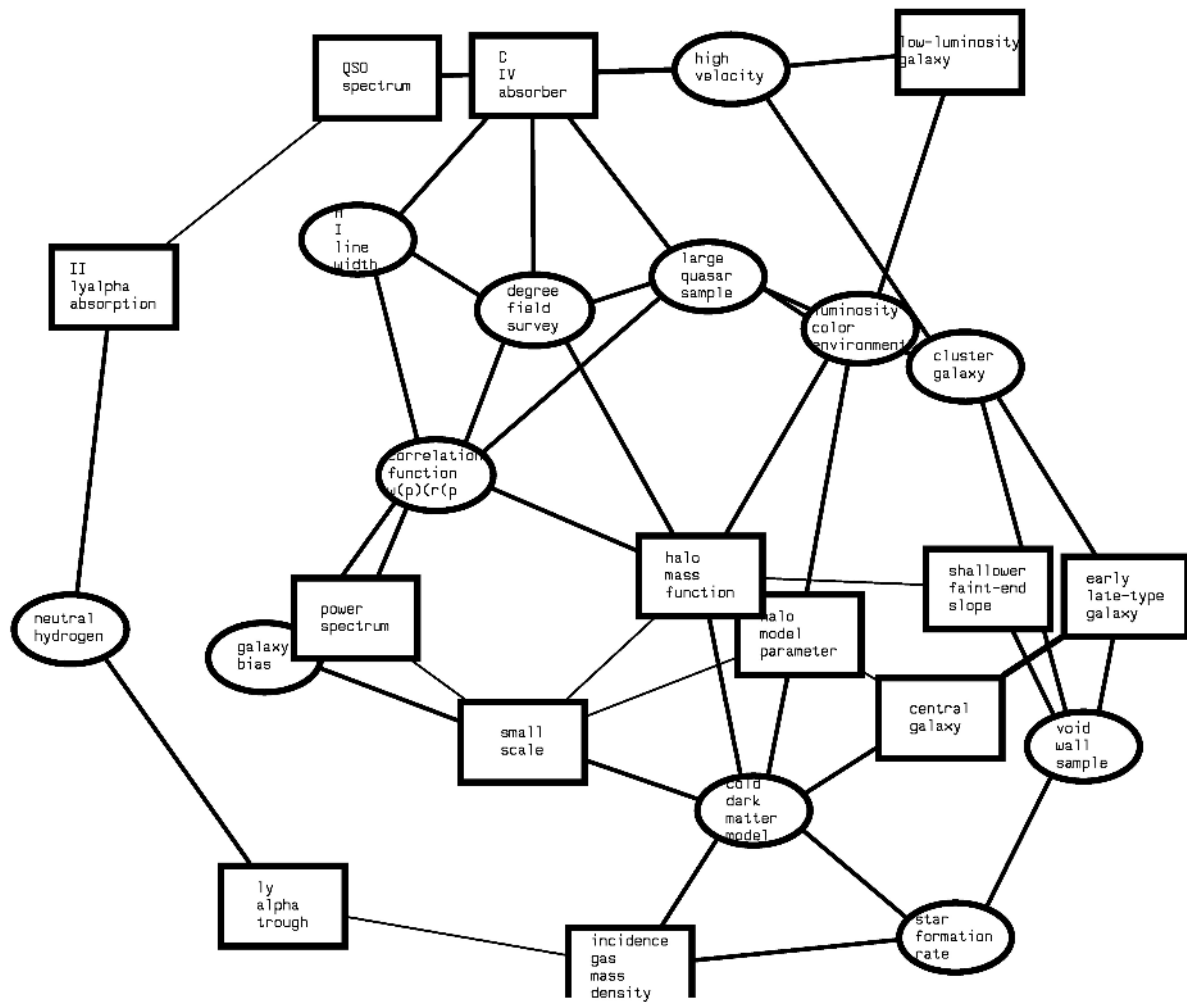 QSO
spectrum
C
IV
absorber
high
velocity
low-luminosity
galaxy
I
line
width
II
lyalpha
absorption
large
quasar
sample
degree
field
survey
luminosity
color
environment
cluster
galaxy
correlation
function
w(p)(r(p
halo
mass
function
shallower
faint-end
slope
early
late-type
galaxy
neutral
hydrogen
power
spectrum
galaxy
bias
halo
model
parameter
central
galaxy
small
scale
void
wall
sample
cold
dark
matter
model
ly
alpha
trough
incidence
gas
mass
density
star
formation
rate